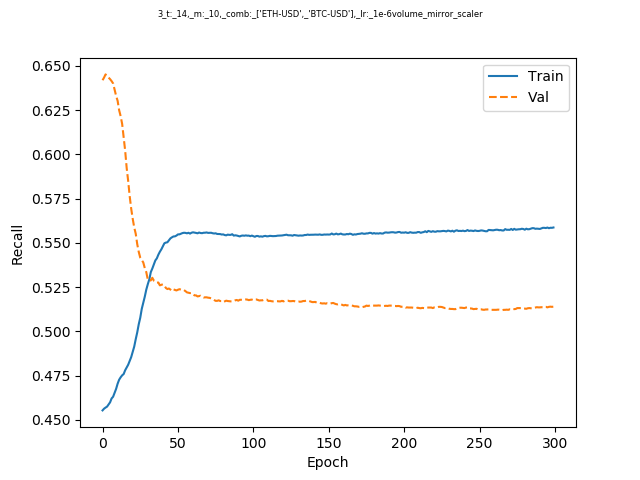 3_t:_14,_m:_10,_comb:_['ETH-USD',_'BTC-USD'],_lr:_1e-6volume_mirror_scaler
0.650
0.625
0.600
0.575
0.550
0.525
0.500
0.475
0.450
Recall
Train
Val
0 50 100 150 200 250 300
Epoch